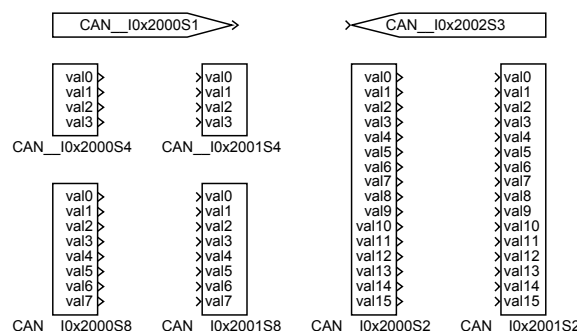 CAN__I0x2000S1
CAN__I0x2002S3
val0
val1
val2
val3
CAN__I0x2000S4
val0
val1
val2
val3
CAN__I0x2001S4
val0
val1
val2
val3
val4
val5
val6
val7
CAN__I0x2000S8
val0
val1
val2
val3
val4
val5
val6
val7
CAN__I0x2001S8
val0
val1
val2
val3
val4
val5
val6
val7
val8
val9
val10
val11
val12
val13
val14
val15
CAN__I0x2000S2
val0
val1
val2
val3
val4
val5
val6
val7
val8
val9
val10
val11
val12
val13
val14
val15
CAN__I0x2001S2